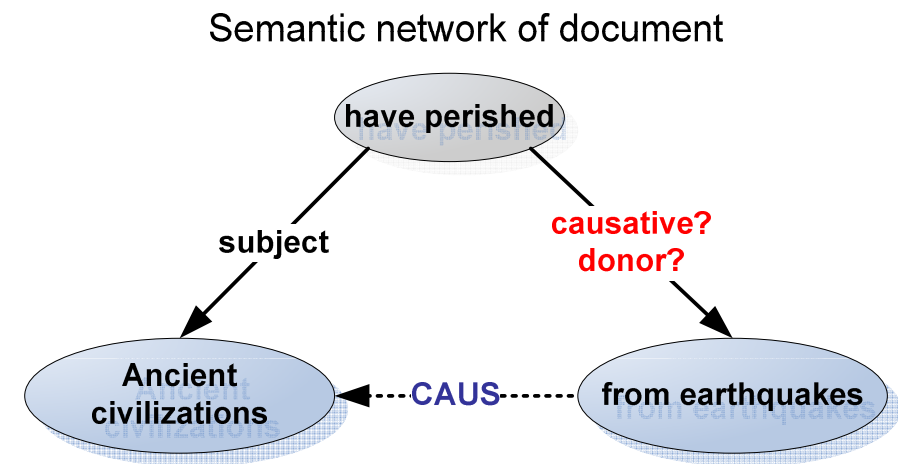 Semantic network of document
have perished
subject
causative?
donor?
Ancient
civilizations
CAUS
from earthquakes